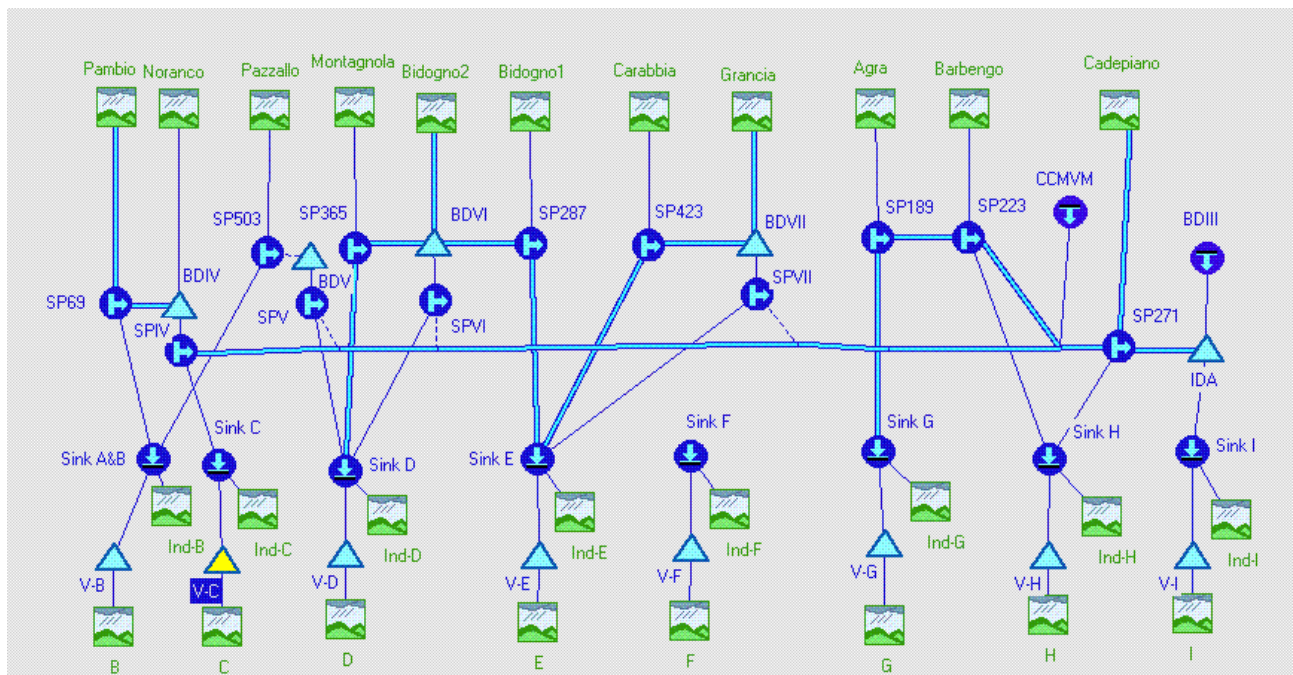 Pambio
Noranco
Pazzallo
Montagnola
Bidogno2
Bidogno1
Carabbia
Grancia
Agra
Barbengo
Cadepiano
CCMVM
SP503
SP365
BDVI
SP287
SP423
BDVII
SP189
SP223
BDIII
BDIV
BDV
SP69
SPIV
SPV
SPVI
SPVII
SP271
IDA
Sink A&B
Sink C
Sink D
Sink E
Sink F
Sink G
Sink H
Sink I
Ind-B
Ind-C
Ind-D
Ind-E
Ind-F
Ind-G
Ind-H
Ind-I
V-B
V-C
V-D
V-E
V-F
V-G
V-H
V-I
B
C
D
E
F
G
H
I